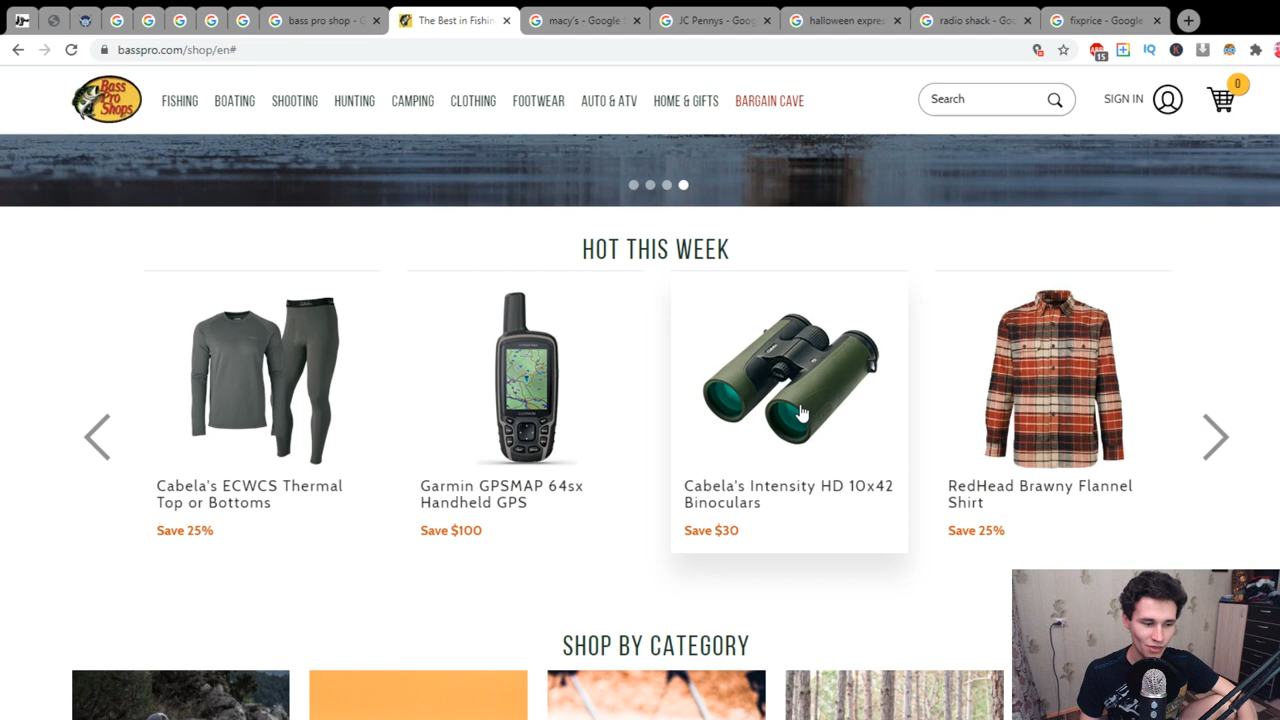 bass pro shop - G
The Best in Fishin
macy's - Google S
JC Pennys - Goog
halloween expre
radio shack - Goo
fixprice - Google
basspro.com/shop/en#
15
Bass
Pro
Shops
FISHING
BOATING
SHOOTING
HUNTING
CAMPING
CLOTHING
FOOTWEAR
AUTO & ATV
HOME & GIFTS
BARGAIN CAVE
Search
SIGN IN
0
HOT THIS WEEK
Cabela's ECWCS Thermal
Top or Bottoms
Save 25%
Garmin GPSMAP 64sx
Handheld GPS
Save $100
Cabela's Intensity HD 10x42
Binoculars
Save $30
RedHead Brawny Flannel
Shirt
Save 25%
SHOP BY CATEGORY